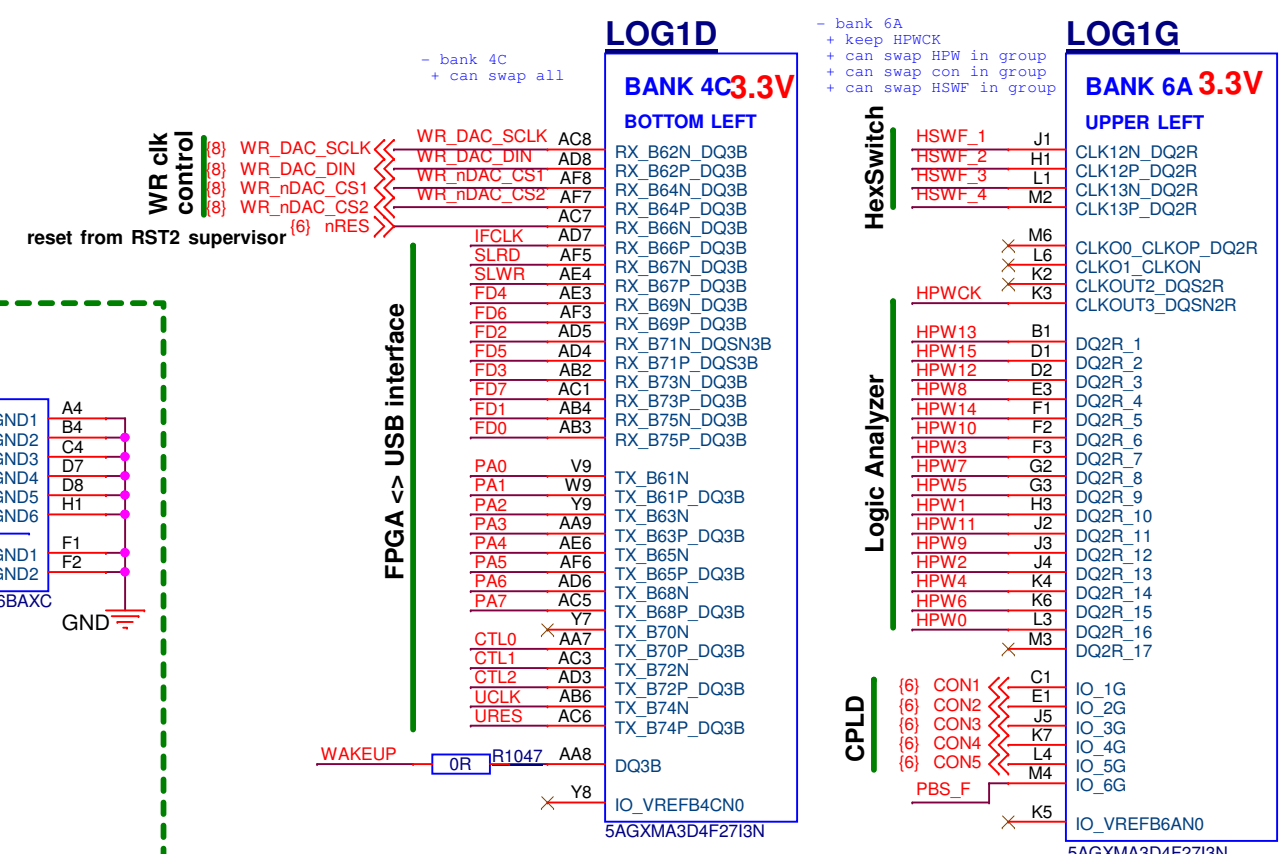 LOG1D
- bank 4C
+ can swap all
BANK 4C 3.3V
BOTTOM LEFT
WR clk
control
{8} WR_DAC_SCLK WR_DAC_SCLK AC8 RX_B62N_DQ3B
{8} WR_DAC_DIN WR_DAC_DIN AD8 RX_B62P_DQ3B
{8} WR_nDAC_CS1 WR_nDAC_CS1 AF8 RX_B64N_DQ3B
{8} WR_nDAC_CS2 WR_nDAC_CS2 AF7 RX_B64P_DQ3B
{6} nRES AC7 RX_B66N_DQ3B
reset from RST2 supervisor
FPGA <> USB interface
IFCLK AD7 RX_B66P_DQ3B
SLRD AF5 RX_B67N_DQ3B
SLWR AE4 RX_B67P_DQ3B
FD4 AE3 RX_B69N_DQ3B
FD6 AF3 RX_B69P_DQ3B
FD2 AD5 RX_B71N_DQSN3B
FD5 AD4 RX_B71P_DQS3B
FD3 AB2 RX_B73N_DQ3B
FD7 AC1 RX_B73P_DQ3B
FD1 AB4 RX_B75N_DQ3B
FD0 AB3 RX_B75P_DQ3B
PA0 V9 TX_B61N
PA1 W9 TX_B61P_DQ3B
PA2 Y9 TX_B63N
PA3 AA9 TX_B63P_DQ3B
PA4 AE6 TX_B65N
PA5 AF6 TX_B65P_DQ3B
PA6 AD6 TX_B68N
PA7 AC5 TX_B68P_DQ3B
Y7 TX_B70N
CTL0 AA7 TX_B70P_DQ3B
CTL1 AC3 TX_B72N
CTL2 AD3 TX_B72P_DQ3B
UCLK AB6 TX_B74N
URES AC6 TX_B74P_DQ3B
WAKEUP 0R R1047 AA8 DQ3B
Y8 IO_VREFB4CN0
5AGXMA3D4F27I3N
GND1 A4
GND2 B4
GND3 C4
GND4 D7
GND5 D8
GND6 H1
GND1 F1
GND2 F2
6BAXC
GND
LOG1G
- bank 6A
+ keep HPWCK
+ can swap HPW in group
+ can swap con in group
+ can swap HSWF in group
BANK 6A 3.3V
UPPER LEFT
HexSwitch
HSWF_1 J1 CLK12N_DQ2R
HSWF_2 H1 CLK12P_DQ2R
HSWF_3 L1 CLK13N_DQ2R
HSWF_4 M2 CLK13P_DQ2R
M6 CLKO0_CLKOP_DQ2R
L6 CLKO1_CLKON
K2 CLKOUT2_DQS2R
HPWCK K3 CLKOUT3_DQSN2R
Logic Analyzer
HPW13 B1 DQ2R_1
HPW15 D1 DQ2R_2
HPW12 D2 DQ2R_3
HPW8 E3 DQ2R_4
HPW14 F1 DQ2R_5
HPW10 F2 DQ2R_6
HPW3 F3 DQ2R_7
HPW7 G2 DQ2R_8
HPW5 G3 DQ2R_9
HPW1 H3 DQ2R_10
HPW11 J2 DQ2R_11
HPW9 J3 DQ2R_12
HPW2 J4 DQ2R_13
HPW4 K4 DQ2R_14
HPW6 K6 DQ2R_15
HPW0 L3 DQ2R_16
M3 DQ2R_17
CPLD
{6} CON1 C1 IO_1G
{6} CON2 E1 IO_2G
{6} CON3 J5 IO_3G
{6} CON4 K7 IO_4G
{6} CON5 L4 IO_5G
PBS_F M4 IO_6G
K5 IO_VREFB6AN0
5AGXMA3D4F27I3N